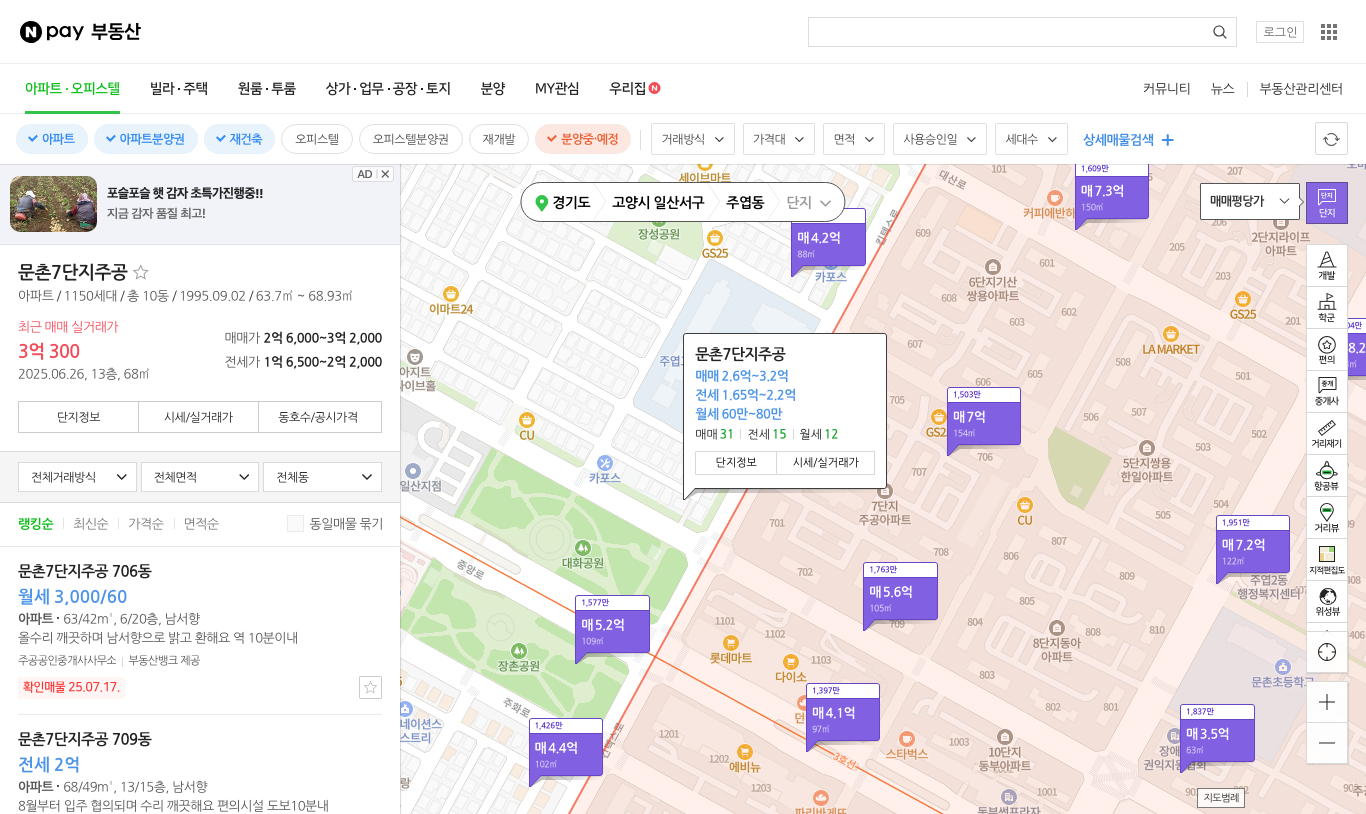 N pay 부동산
로그인
아파트·오피스텔 빌라·주택 원룸·투룸 상가·업무·공장·토지 분양 MY관심 우리집 N
커뮤니티 뉴스 부동산관리센터
아파트 아파트분양권 재건축 오피스텔 오피스텔분양권 재개발 분양중·예정 거래방식 가격대 면적 사용승인일 세대수 상세매물검색
AD
포슬포슬 햇 감자 초특가진행중!!
지금 감자 품질 최고!
문촌7단지주공
아파트 / 1150세대 / 총 10동 / 1995.09.02 / 63.7㎡ ~ 68.93㎡
최근 매매 실거래가
3억 300
2025.06.26, 13층, 68㎡
매매가 2억 6,000~3억 2,000
전세가 1억 6,500~2억 2,000
단지정보 시세/실거래가 동호수/공시가격
전체거래방식 전체면적 전체동
랭킹순 최신순 가격순 면적순 동일매물 묶기
문촌7단지주공 706동
월세 3,000/60
아파트 · 63/42㎡, 6/20층, 남서향
올수리 깨끗하며 남서향으로 밝고 환해요 역 10분이내
주공공인중개사사무소 부동산뱅크 제공
확인매물 25.07.17.
문촌7단지주공 709동
전세 2억
아파트 · 68/49㎡, 13/15층, 남서향
8월부터 입주 협의되며 수리 깨끗해요 편의시설 도보10분내
경기도 고양시 일산서구 주엽동 단지
매매평당가
단지
단지
개발
학군
편의
중개
중개사
거리재기
항공뷰
거리뷰
지적편집도
위성뷰
지도범례
문촌7단지주공
매매 2.6억~3.2억
전세 1.65억~2.2억
월세 60만~80만
매매 31 전세 15 월세 12
단지정보 시세/실거래가
1,609만
매7.3억
150㎡
매4.2억
88㎡
1,503만
매7억
154㎡
1,951만
매7.2억
122㎡
1,763만
매5.6억
105㎡
1,577만
매5.2억
109㎡
1,397만
매4.1억
97㎡
1,426만
매4.4억
102㎡
1,837만
매3.5억
63㎡
세이브마트
대산로
101
103
커피에반하
장성공원
GS25
카포스
킨텍스로
609
601
6단지기산
쌍용아파트
608
603
602
205
206
203
2단지라이프
아파트
GS25
201
이마트24
607
LA MARKET
508
501
606
605
506
507
502
503
CU
707
706
5단지쌍용
한일아파트
505
504
카포스
일산지점
7단지
주공아파트
CU
701
대화공원
중앙로
708
806
807
702
809
주엽2동
행정복지센터
709
805
810
1101
1102
롯데마트
1103
다이소
장촌공원
8단지동아
아파트
803
406
문촌초등학교
802
801
주화로
킨텍스로
1201
1202
에비뉴
3호선
스타벅스
1003
10단지
동부아파트
901
902
파리바게뜨
동부썬프라자